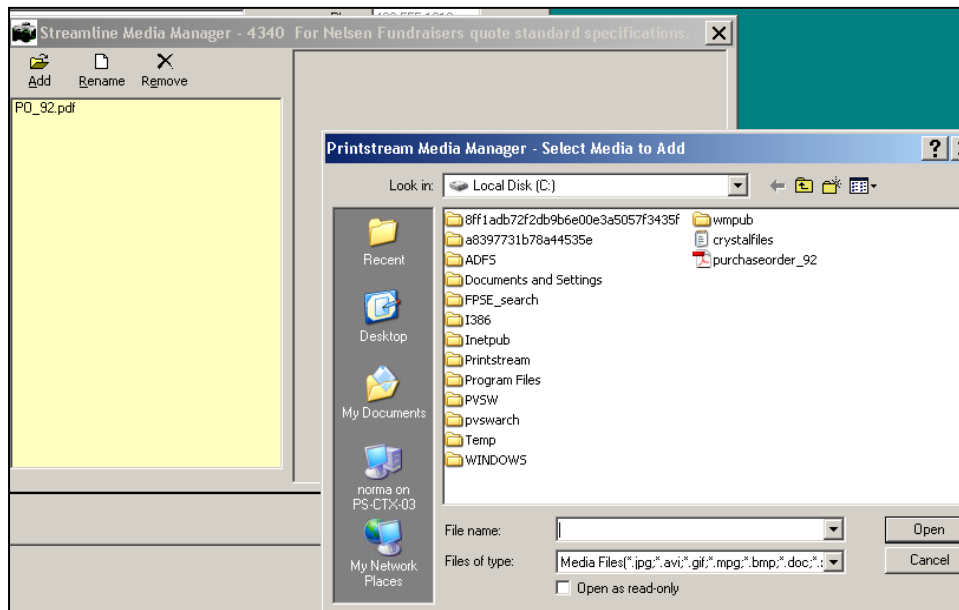 Streamline Media Manager - 4340 For Nelsen Fundraisers quote standard specifications.
Add Rename Remove
PO_92.pdf
Printstream Media Manager - Select Media to Add
Look in: Local Disk (C:)
Recent
Desktop
My Documents
norma on
PS-CTX-03
My Network
Places
8ff1adb72f2db9b6e00e3a5057f3435f
a8397731b78a44535e
ADFS
Documents and Settings
FPSE_search
I386
Inetpub
Printstream
Program Files
PVSW
pvswarch
Temp
WINDOWS
wmpub
crystalfiles
purchaseorder_92
File name:
Open
Files of type: Media Files(*.jpg;*.avi;*.gif;*.mpg;*.bmp;*.doc;*.
Cancel
Open as read-only